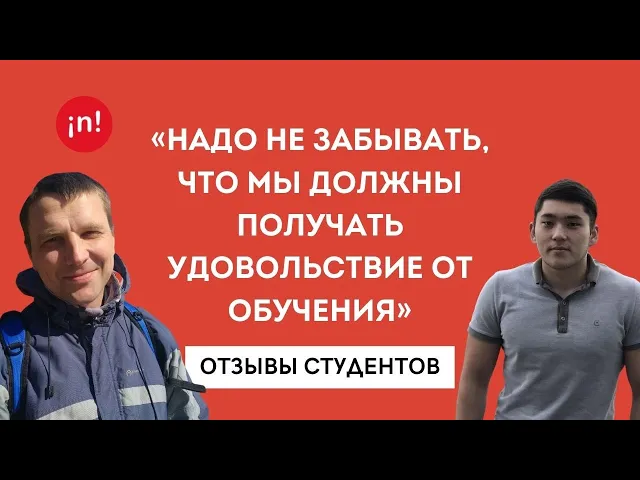 ¡n!
«НАДО НЕ ЗАБЫВАТЬ,
ЧТО МЫ ДОЛЖНЫ
ПОЛУЧАТЬ
УДОВОЛЬСТВИЕ ОТ
ОБУЧЕНИЯ»
ОТЗЫВЫ СТУДЕНТОВ